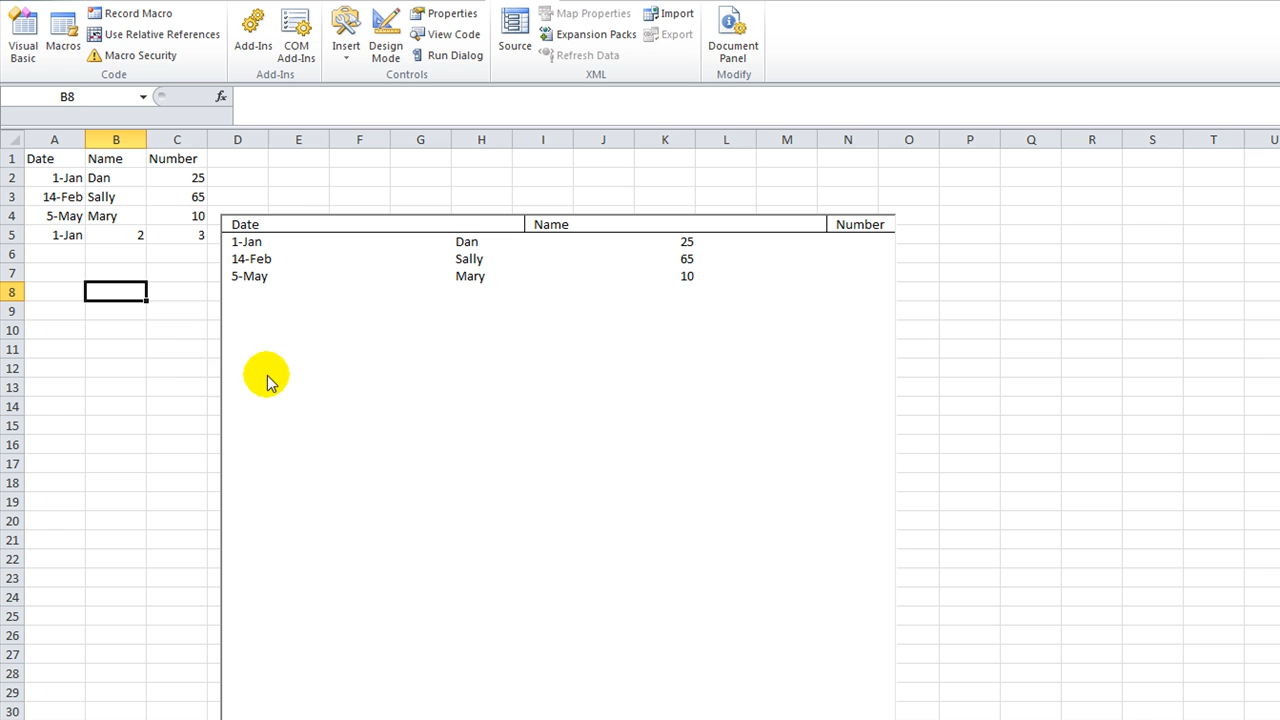 Visual Basic
Macros
Record Macro
Use Relative References
Macro Security
Code
Add-Ins
COM Add-Ins
Add-Ins
Insert
Design Mode
Properties
View Code
Run Dialog
Controls
Source
Map Properties
Expansion Packs
Refresh Data
Import
Export
XML
Document Panel
Modify
B8
fx
A B C D E F G H I J K L M N O P Q R S T U
1 Date Name Number
2 1-Jan Dan 25
3 14-Feb Sally 65
4 5-May Mary 10
5 1-Jan 2 3
6
7
8
9
10
11
12
13
14
15
16
17
18
19
20
21
22
23
24
25
26
27
28
29
30
Date Name Number
1-Jan Dan 25
14-Feb Sally 65
5-May Mary 10